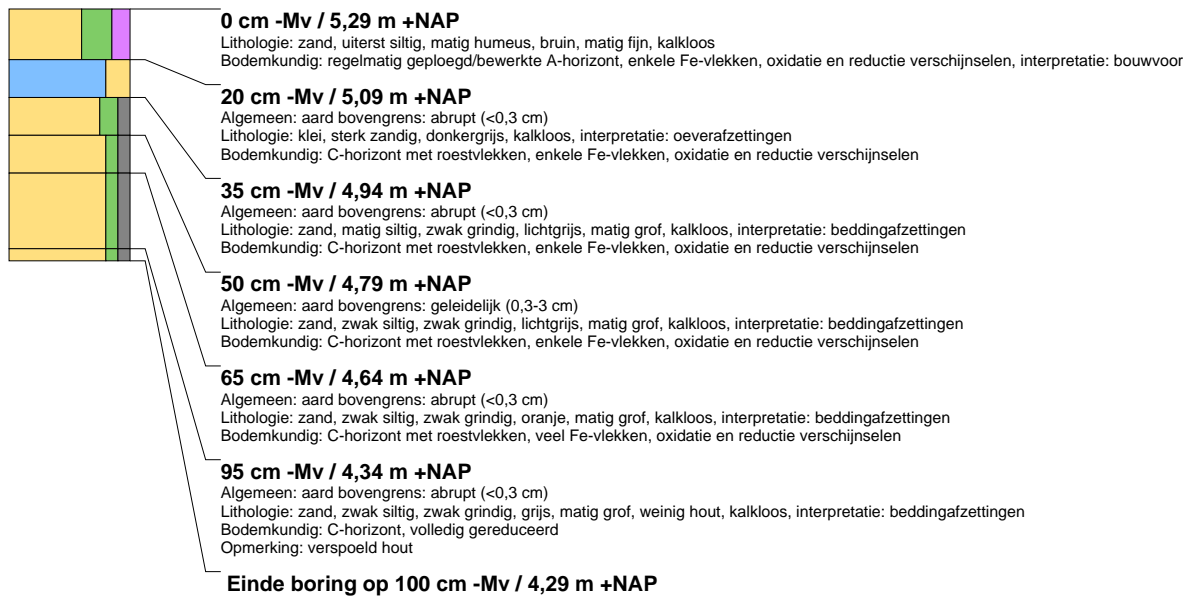 0 cm -Mv / 5,29 m +NAP
Lithologie: zand, uiterst siltig, matig humeus, bruin, matig fijn, kalkloos
Bodemkundig: regelmatig geploegd/bewerkte A-horizont, enkele Fe-vlekken, oxidatie en reductie verschijnselen, interpretatie: bouwvoor
20 cm -Mv / 5,09 m +NAP
Algemeen: aard bovengrens: abrupt (<0,3 cm)
Lithologie: klei, sterk zandig, donkergrijs, kalkloos, interpretatie: oeverafzettingen
Bodemkundig: C-horizont met roestvlekken, enkele Fe-vlekken, oxidatie en reductie verschijnselen
35 cm -Mv / 4,94 m +NAP
Algemeen: aard bovengrens: abrupt (<0,3 cm)
Lithologie: zand, matig siltig, zwak grindig, lichtgrijs, matig grof, kalkloos, interpretatie: beddingafzettingen
Bodemkundig: C-horizont met roestvlekken, enkele Fe-vlekken, oxidatie en reductie verschijnselen
50 cm -Mv / 4,79 m +NAP
Algemeen: aard bovengrens: geleidelijk (0,3-3 cm)
Lithologie: zand, zwak siltig, zwak grindig, lichtgrijs, matig grof, kalkloos, interpretatie: beddingafzettingen
Bodemkundig: C-horizont met roestvlekken, enkele Fe-vlekken, oxidatie en reductie verschijnselen
65 cm -Mv / 4,64 m +NAP
Algemeen: aard bovengrens: abrupt (<0,3 cm)
Lithologie: zand, zwak siltig, zwak grindig, oranje, matig grof, kalkloos, interpretatie: beddingafzettingen
Bodemkundig: C-horizont met roestvlekken, veel Fe-vlekken, oxidatie en reductie verschijnselen
95 cm -Mv / 4,34 m +NAP
Algemeen: aard bovengrens: abrupt (<0,3 cm)
Lithologie: zand, zwak siltig, zwak grindig, grijs, matig grof, weinig hout, kalkloos, interpretatie: beddingafzettingen
Bodemkundig: C-horizont, volledig gereduceerd
Opmerking: verspoeld hout
Einde boring op 100 cm -Mv / 4,29 m +NAP